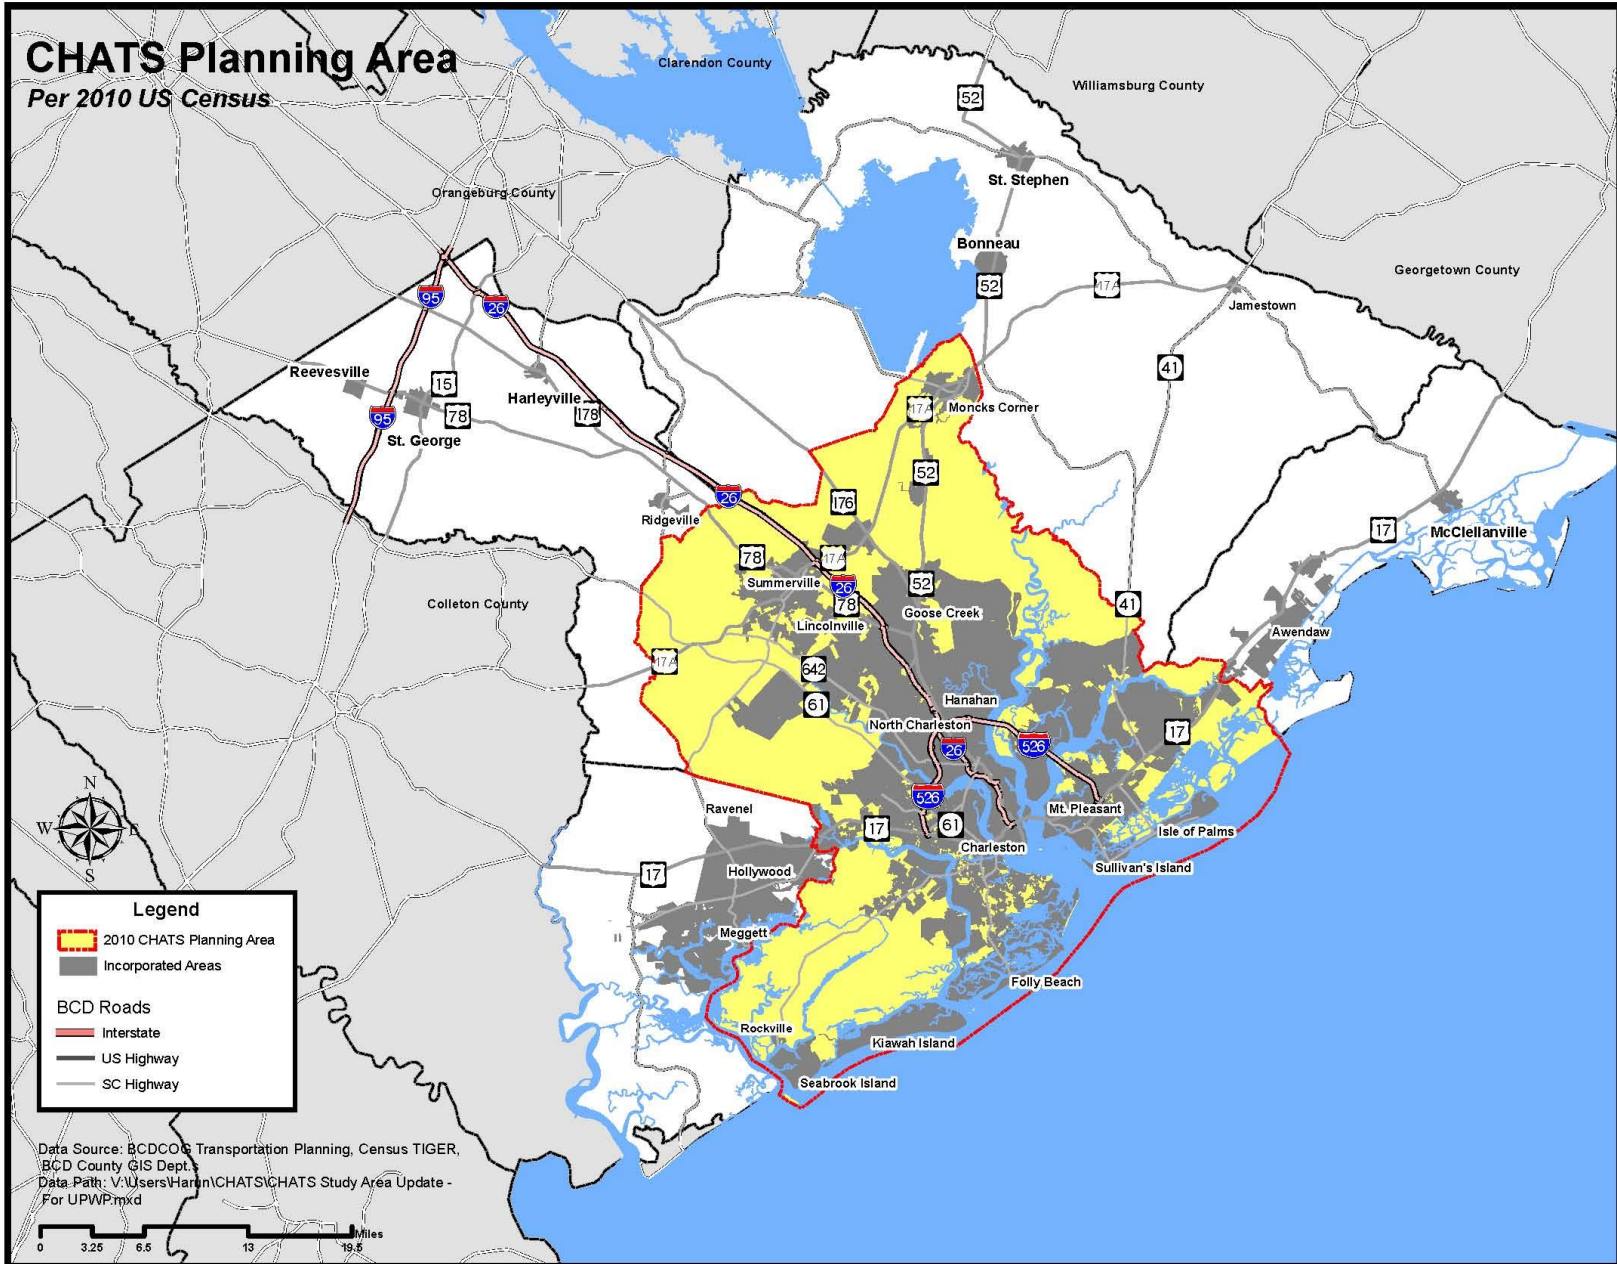 CHATS Planning Area
Per 2010 US Census
Clarendon County
Williamsburg County
52
St. Stephen
Orangeburg County
Bonneau
Georgetown County
52
17A
Jamestown
95
26
Reevesville
15
Harleyville
78
178
41
95
St. George
17A
Moncks Corner
52
26
176
Ridgeville
17
McClellanville
78
17A
Summerville
26
52
78
Goose Creek
Colleton County
41
Lincolnville
Awendaw
17A
642
61
Hanahan
North Charleston
17
26
526
526
Ravenel
Mt. Pleasant
17
61
Isle of Palms
Charleston
Sullivan's Island
17
Hollywood
Meggett
Folly Beach
Rockville
Kiawah Island
Seabrook Island
N
W
E
S
Legend
2010 CHATS Planning Area
Incorporated Areas
BCD Roads
Interstate
US Highway
SC Highway
Data Source: BCDCOG Transportation Planning, Census TIGER,
BCD County GIS Dept.s
Data Path: V:\Users\Harun\CHATS\CHATS Study Area Update -
For UPWP.mxd
Miles
0 3.25 6.5 13 19.5